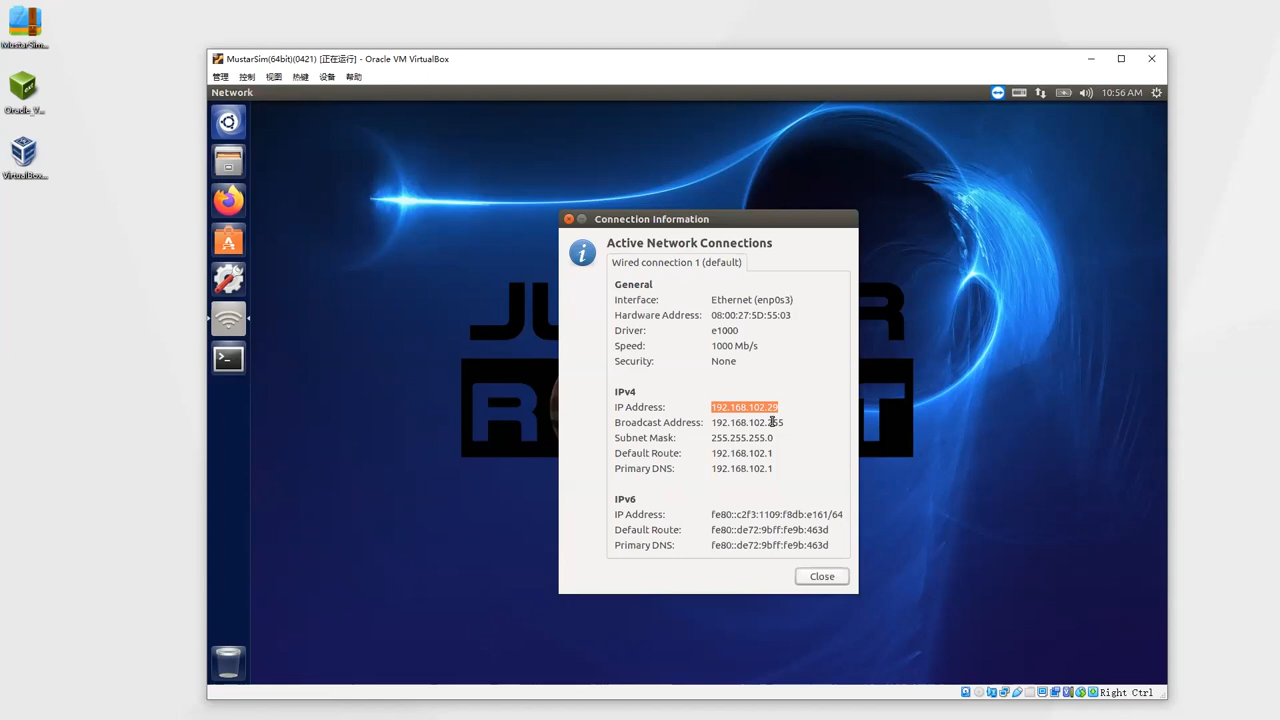 MustarSim...
Oracle_V...
VirtualBox...
MustarSim(64bit)(0421) [正在运行] - Oracle VM VirtualBox
管理 控制 视图 热键 设备 帮助
Network
10:56 AM
Connection Information
Active Network Connections
Wired connection 1 (default)
General
Interface: Ethernet (enp0s3)
Hardware Address: 08:00:27:5D:55:03
Driver: e1000
Speed: 1000 Mb/s
Security: None
IPv4
IP Address: 192.168.102.29
Broadcast Address: 192.168.102.255
Subnet Mask: 255.255.255.0
Default Route: 192.168.102.1
Primary DNS: 192.168.102.1
IPv6
IP Address: fe80::c2f3:1109:f8db:e161/64
Default Route: fe80::de72:9bff:fe9b:463d
Primary DNS: fe80::de72:9bff:fe9b:463d
Close
Right Ctrl